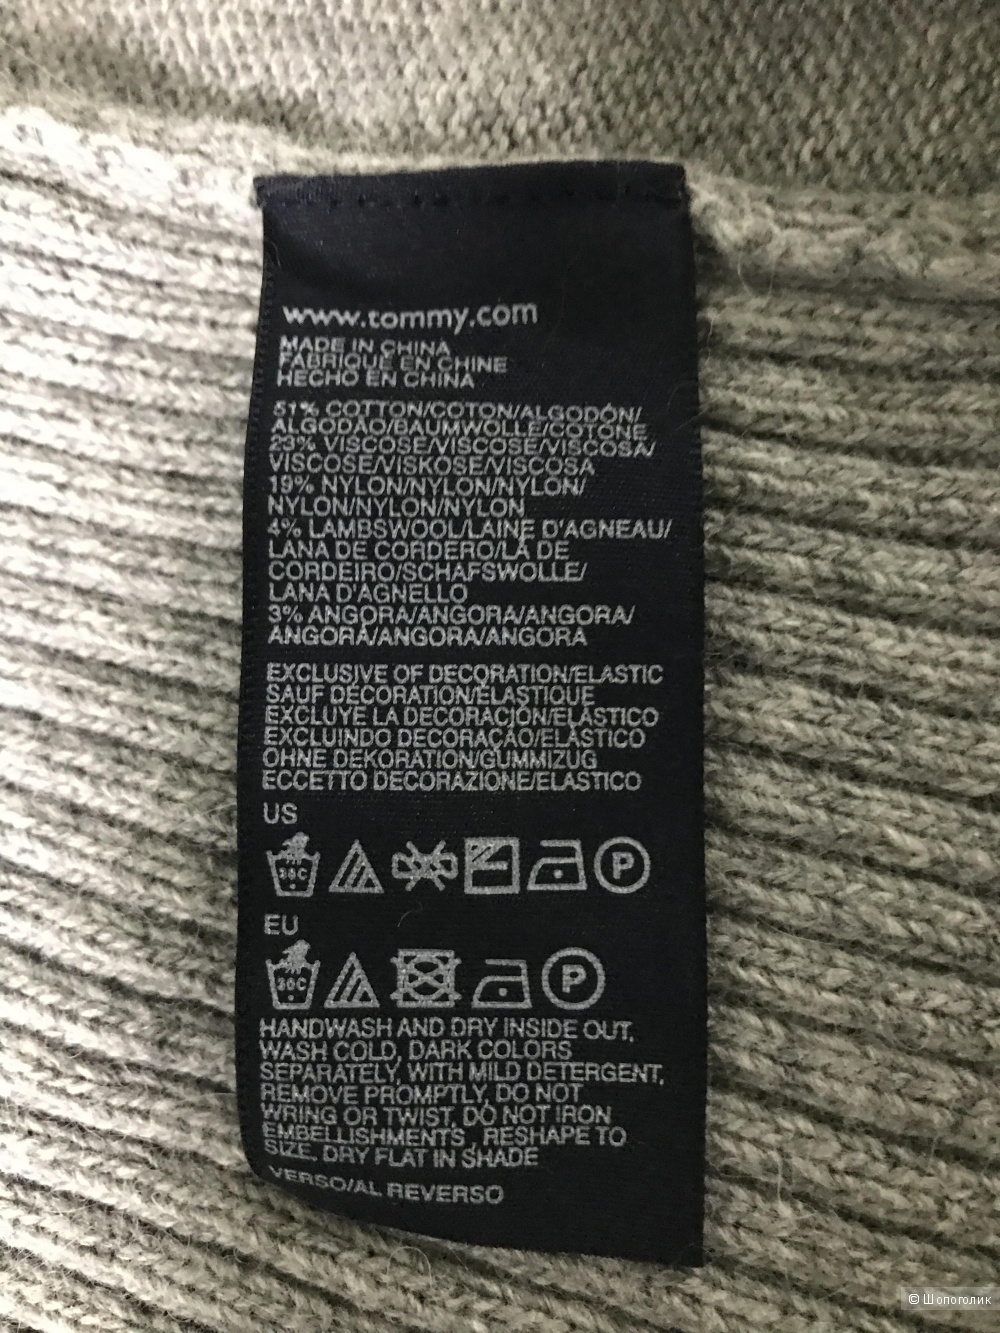 www.tommy.com
MADE IN CHINA
FABRIQUÉ EN CHINE
HECHO EN CHINA
51% COTTON/COTON/ALGODÓN/
ALGODÃO/BAUMWOLLE/COTONE
23% VISCOSE/VISCOSE/VISCOSA/
VISCOSE/VISKOSE/VISCOSA
19% NYLON/NYLON/NYLON/
NYLON/NYLON/NYLON
4% LAMBSWOOL/LAINE D'AGNEAU/
LANA DE CORDERO/LÃ DE
CORDEIRO/SCHAFSWOLLE/
LANA D'AGNELLO
3% ANGORA/ANGORA/ANGORA/
ANGORÁ/ANGORA/ANGORA
EXCLUSIVE OF DECORATION/ELASTIC
SAUF DÉCORATION/ÉLASTIQUE
EXCLUYE LA DECORACIÓN/ELÁSTICO
EXCLUINDO DECORAÇÃO/ELÁSTICO
OHNE DEKORATION/GUMMIZUG
ECCETTO DECORAZIONE/ELASTICO
US
30C P
EU
30C P
HANDWASH AND DRY INSIDE OUT,
WASH COLD, DARK COLORS
SEPARATELY, WITH MILD DETERGENT,
REMOVE PROMPTLY, DO NOT
WRING OR TWIST, DO NOT IRON
EMBELLISHMENTS , RESHAPE TO
SIZE, DRY FLAT IN SHADE
VERSO/AL REVERSO
© Шопоголик